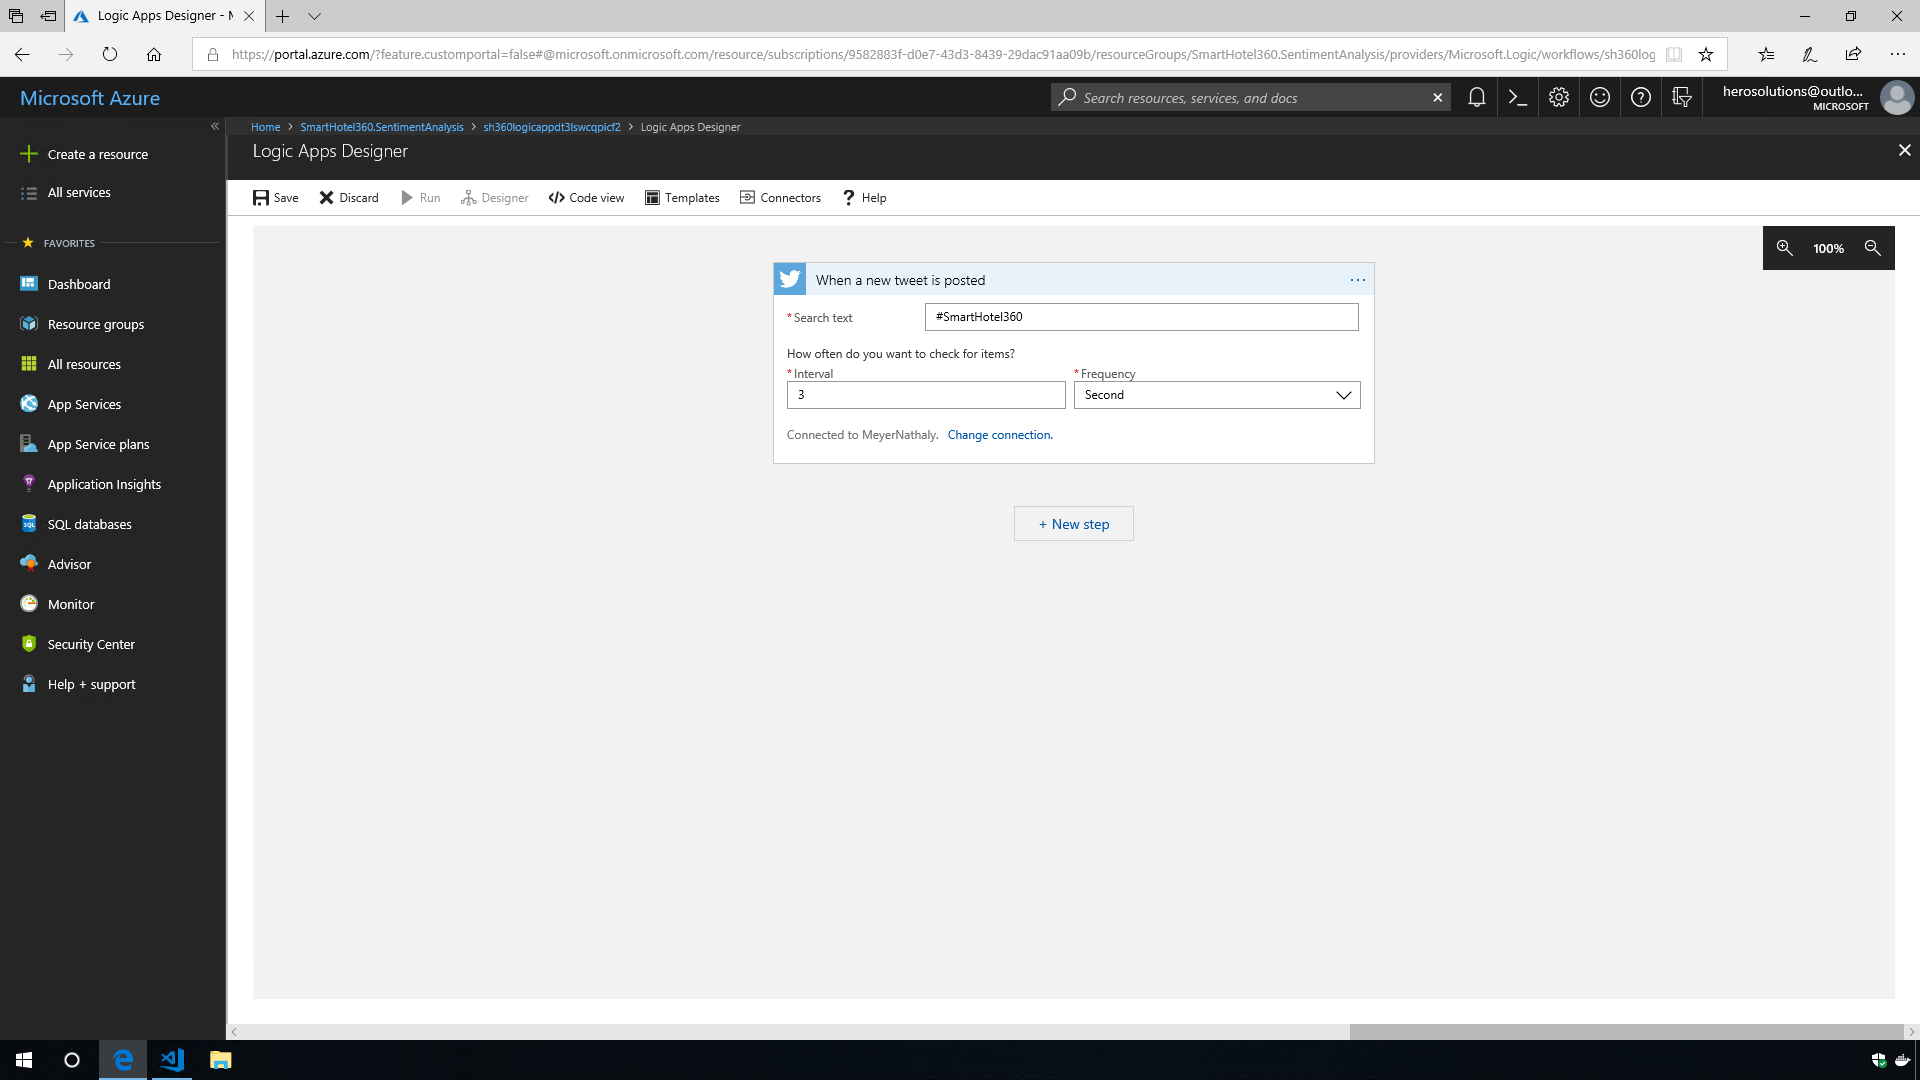 Logic Apps Designer - M
https://portal.azure.com/?feature.customportal=false#@microsoft.onmicrosoft.com/resource/subscriptions/9582883f-d0e7-43d3-8439-29dac91aa09b/resourceGroups/SmartHotel360.SentimentAnalysis/providers/Microsoft.Logic/workflows/sh360log
Microsoft Azure
Search resources, services, and docs
herosolutions@outlo...
MICROSOFT
Home > SmartHotel360.SentimentAnalysis > sh360logicappdt3lswcqpicf2 > Logic Apps Designer
Logic Apps Designer
Create a resource
All services
FAVORITES
Dashboard
Resource groups
All resources
App Services
App Service plans
Application Insights
SQL databases
Advisor
Monitor
Security Center
Help + support
Save Discard Run Designer Code view Templates Connectors Help
100%
When a new tweet is posted
* Search text #SmartHotel360
How often do you want to check for items?
* Interval * Frequency
3 Second
Connected to MeyerNathaly. Change connection.
+ New step